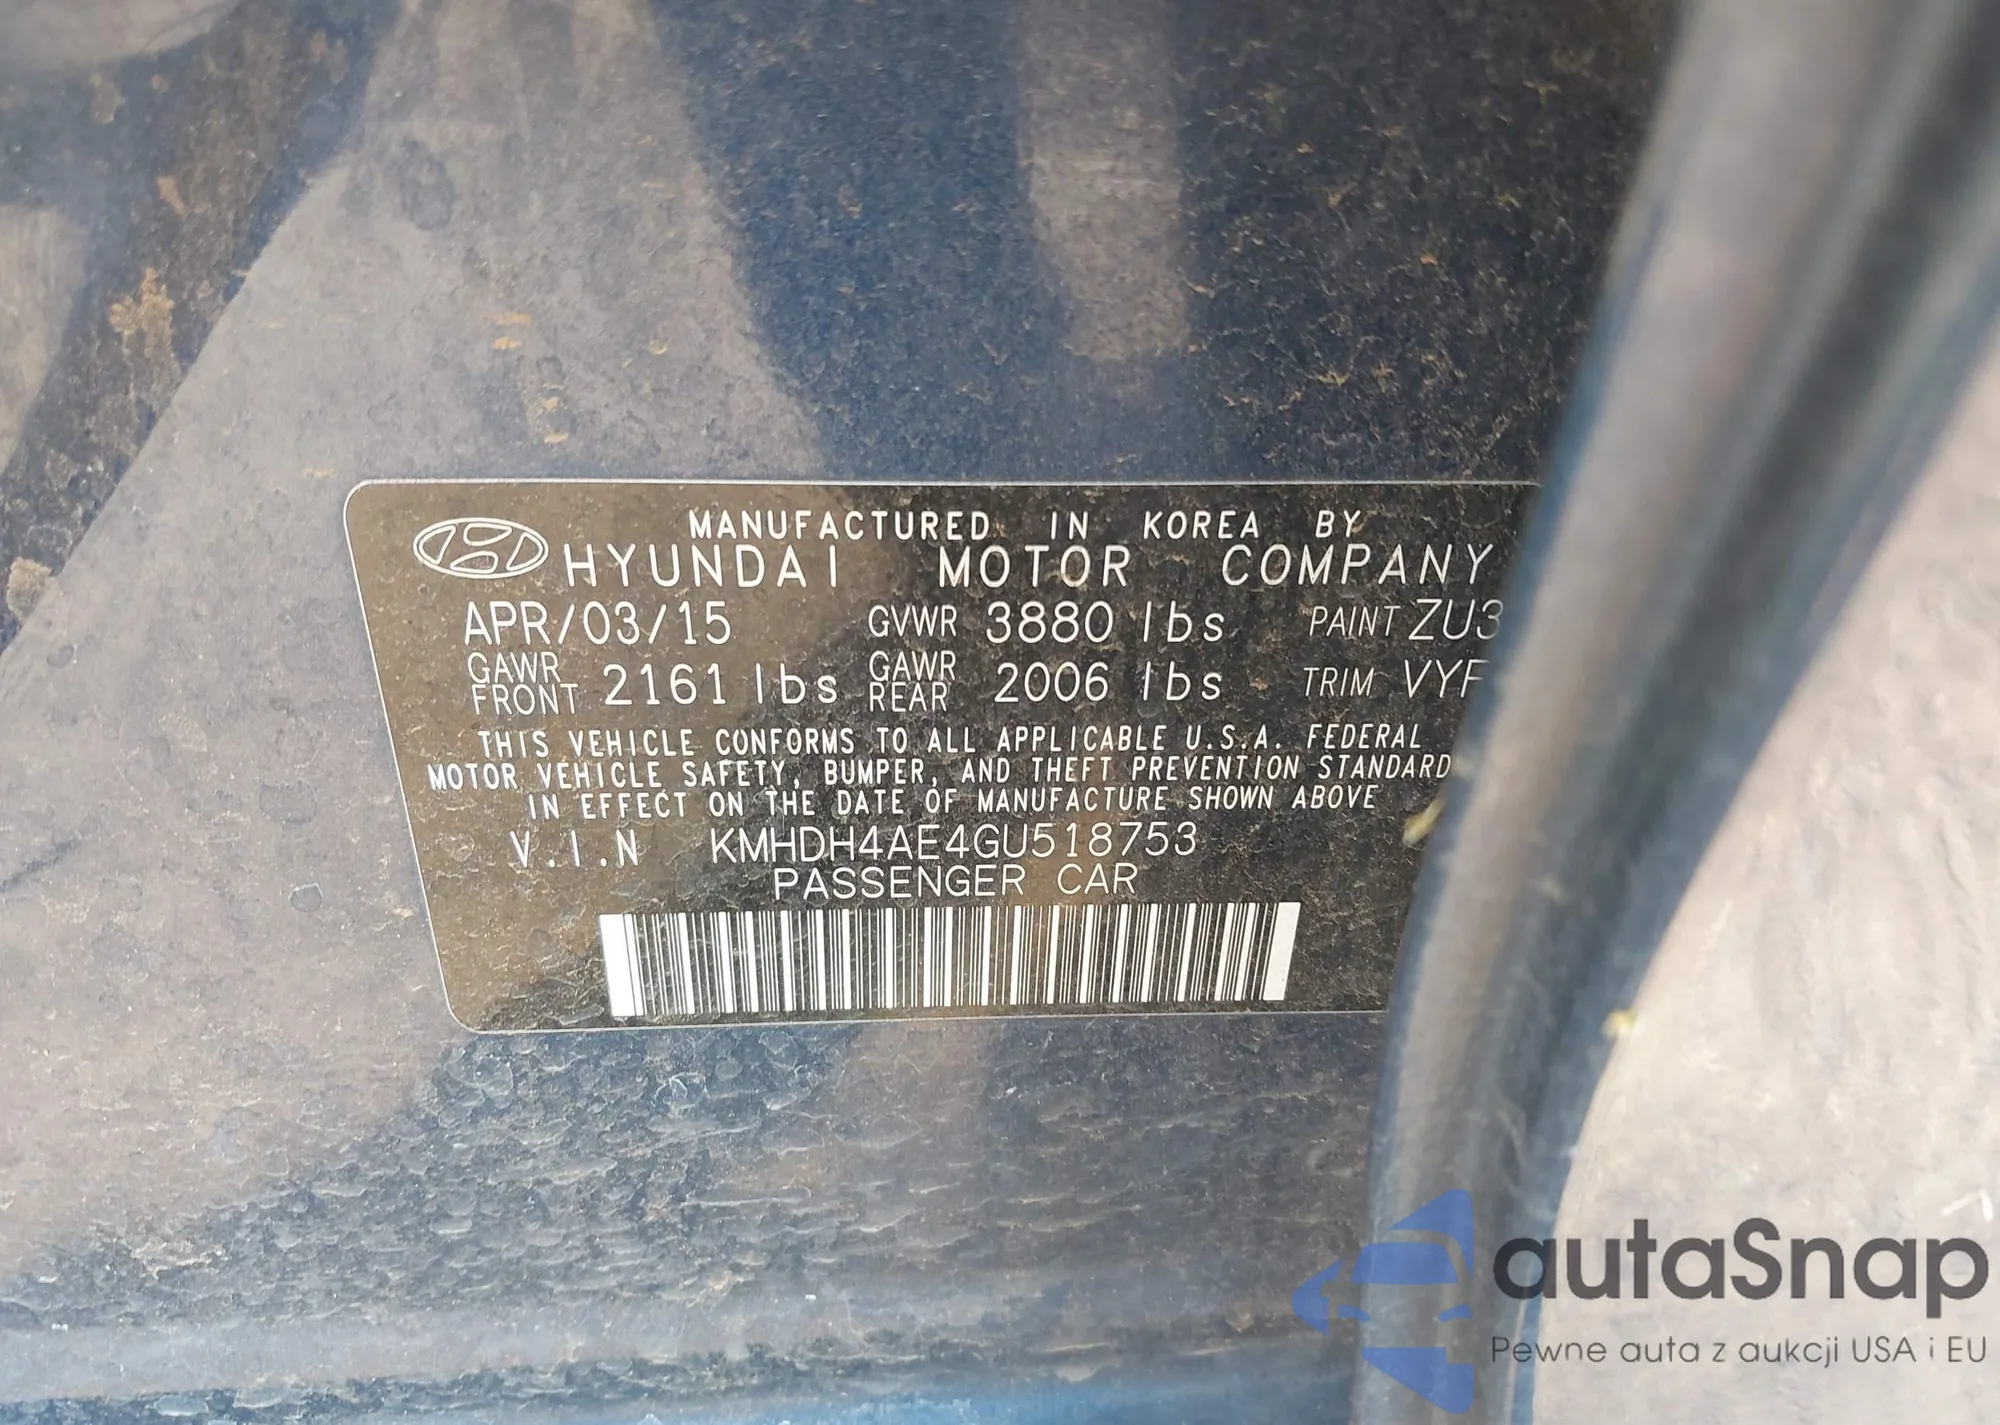 MANUFACTURED IN KOREA BY
HYUNDAI MOTOR COMPANY
APR/03/15 GVWR 3880 lbs PAINT ZU3
GAWR FRONT 2161 lbs GAWR REAR 2006 lbs TRIM VYF
THIS VEHICLE CONFORMS TO ALL APPLICABLE U.S.A. FEDERAL
MOTOR VEHICLE SAFETY, BUMPER, AND THEFT PREVENTION STANDARD
IN EFFECT ON THE DATE OF MANUFACTURE SHOWN ABOVE
V.I.N KMHDH4AE4GU518753
PASSENGER CAR
autaSnap
Pewne auta z aukcji USA i EU